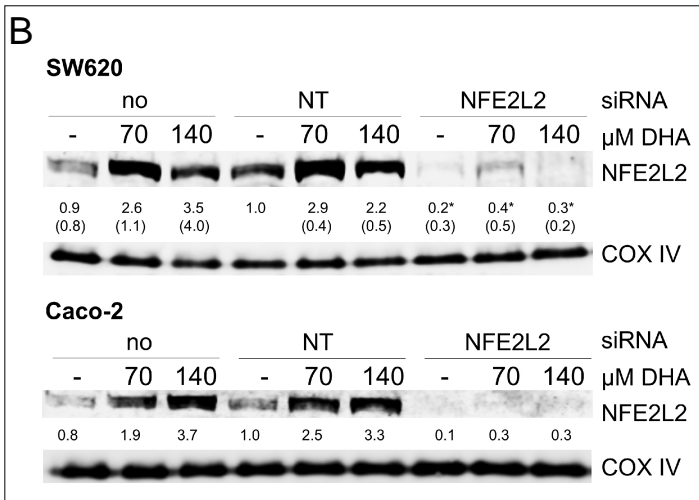 B
SW620
no NT NFE2L2 siRNA
- 70 140 - 70 140 - 70 140 µM DHA
NFE2L2
0.9 2.6 3.5 1.0 2.9 2.2 0.2* 0.4* 0.3*
(0.8) (1.1) (4.0) (0.4) (0.5) (0.3) (0.5) (0.2)
COX IV
Caco-2
no NT NFE2L2 siRNA
- 70 140 - 70 140 - 70 140 µM DHA
NFE2L2
0.8 1.9 3.7 1.0 2.5 3.3 0.1 0.3 0.3
COX IV